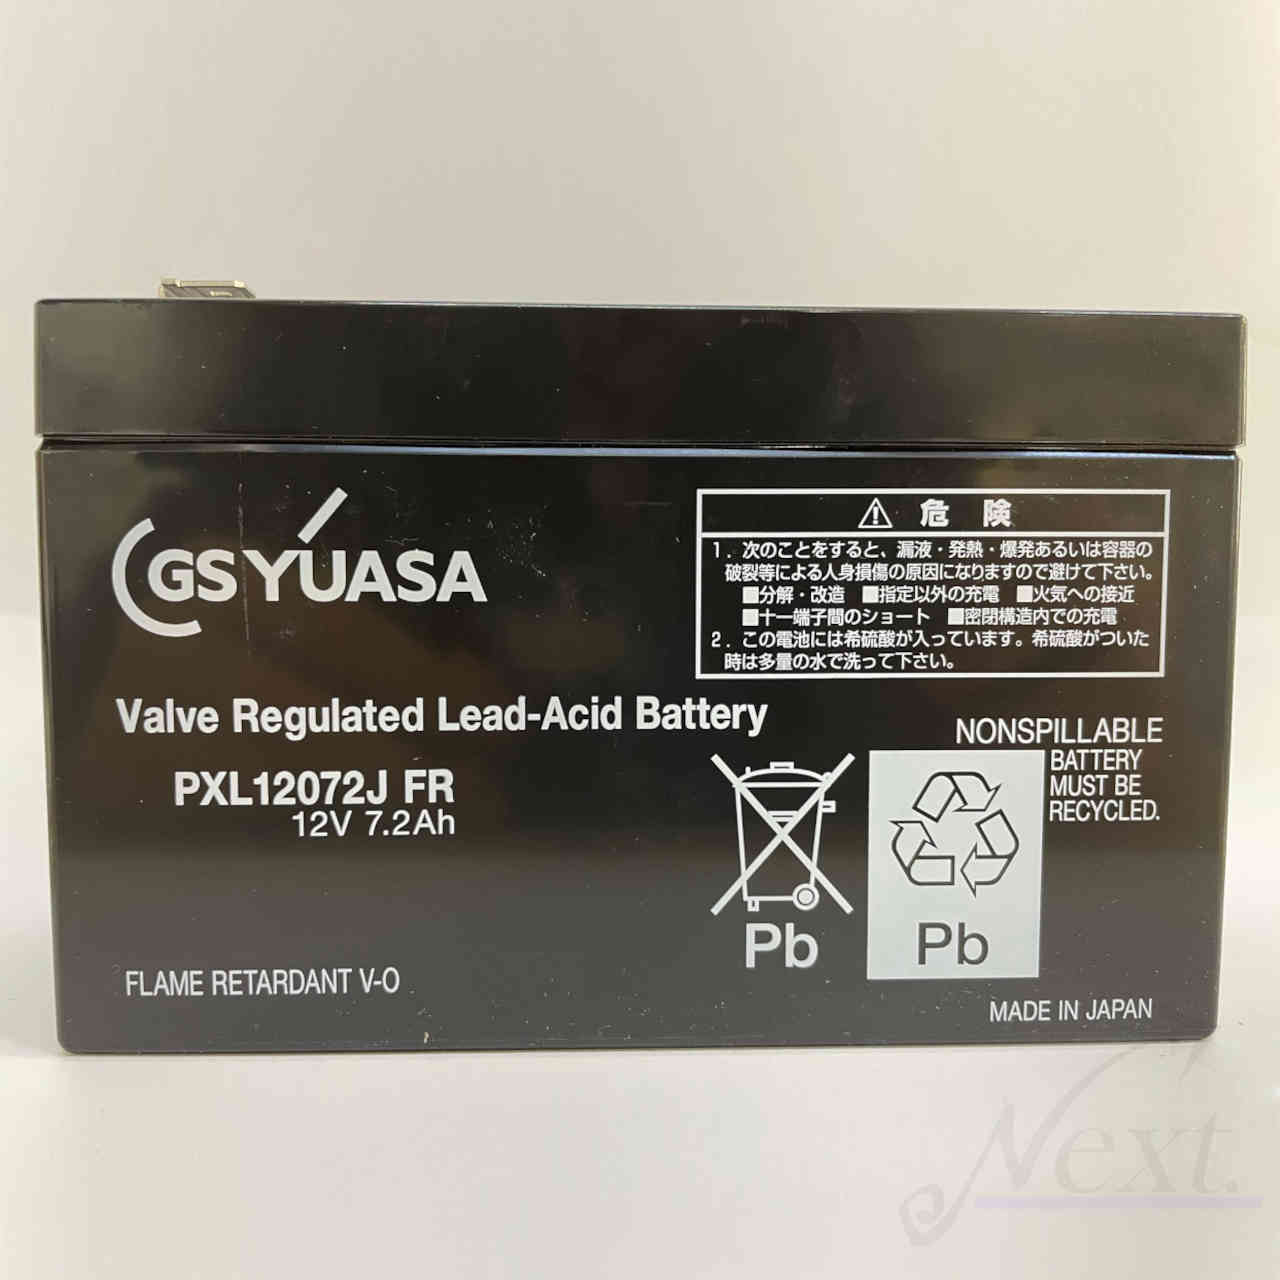 GS YUASA
Valve Regulated Lead-Acid Battery
PXL12072J FR
12V 7.2Ah
FLAME RETARDANT V-O
⚠ 危 険
1．次のことをすると、漏液・発熱・爆発あるいは容器の
破裂等による人身損傷の原因になりますので避けて下さい。
■分解・改造 ■指定以外の充電 ■火気への接近
■十一端子間のショート ■密閉構造内での充電
2．この電池には希硫酸が入っています。希硫酸がついた
時は多量の水で洗って下さい。
NONSPILLABLE
BATTERY
MUST BE
RECYCLED.
Pb
Pb
MADE IN JAPAN
Next.